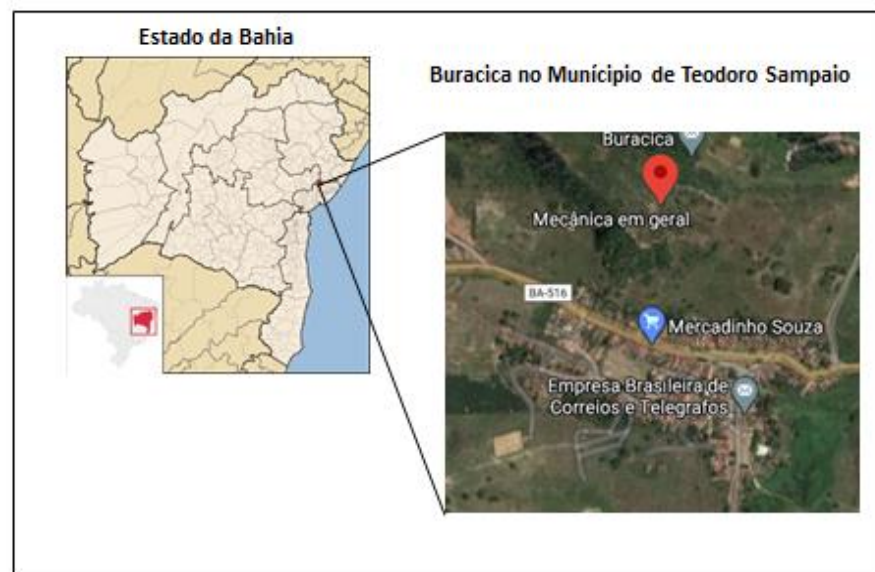 Estado da Bahia
Buracica no Munícipio de Teodoro Sampaio
Buracica
Mecânica em geral
BA-516
Mercadinho Souza
Empresa Brasileira de
Correios e Telegrafos